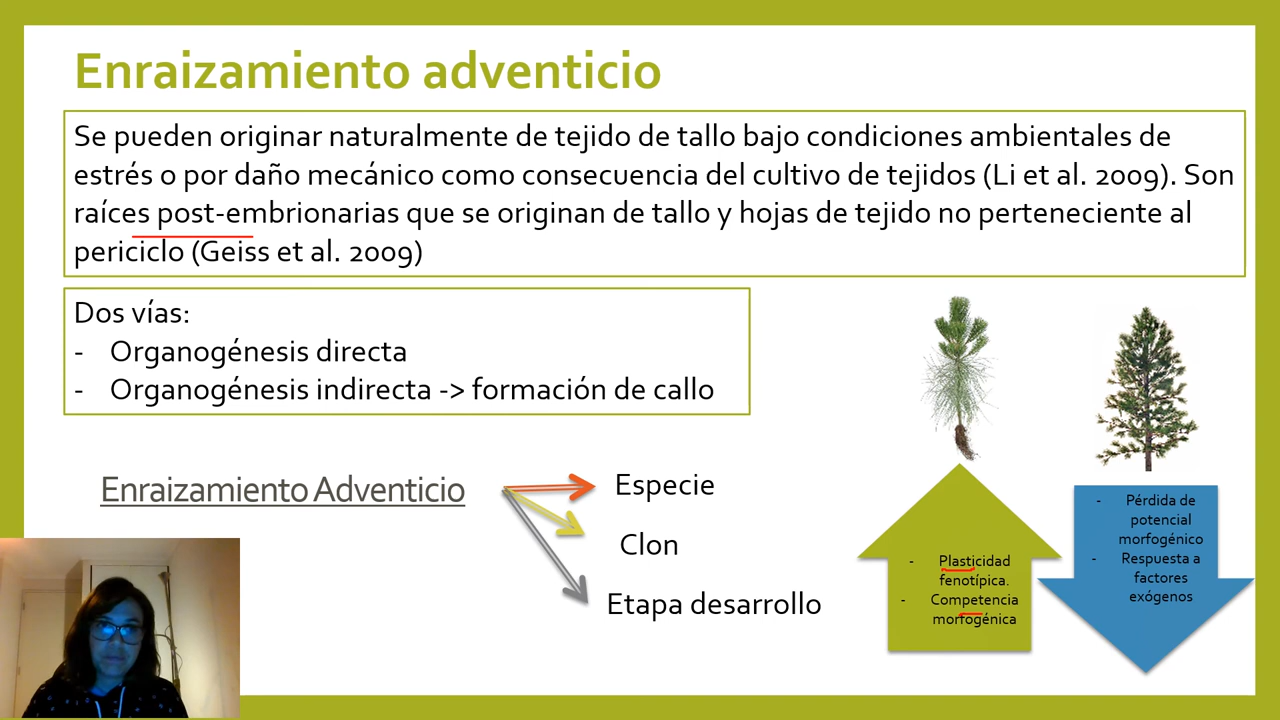 Enraizamiento adventicio
Se pueden originar naturalmente de tejido de tallo bajo condiciones ambientales de
estrés o por daño mecánico como consecuencia del cultivo de tejidos (Li et al. 2009). Son
raíces post-embrionarias que se originan de tallo y hojas de tejido no perteneciente al
periciclo (Geiss et al. 2009)
Dos vías:
- Organogénesis directa
- Organogénesis indirecta -> formación de callo
Enraizamiento Adventicio
Especie
Clon
Etapa desarrollo
- Plasticidad
fenotípica.
- Competencia
morfogénica
- Pérdida de
potencial
morfogénico
- Respuesta a
factores
exógenos